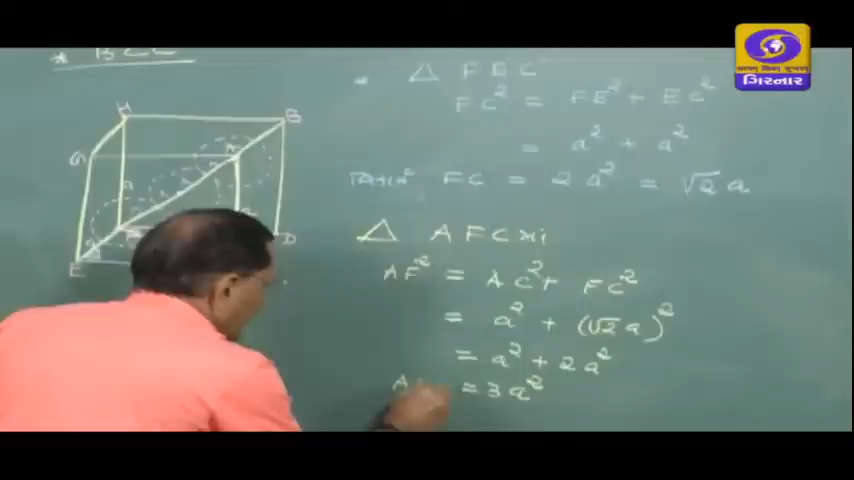 * BCC
* △ FEC
FC² = FE² + EC²
= a² + a²
FC = 2a² = √2 a
△ AFC માં
AF² = AC² + FC²
= a² + (√2 a)²
= a² + 2a²
= 3a²
H
B
G
A
D
E
ગિરનાર